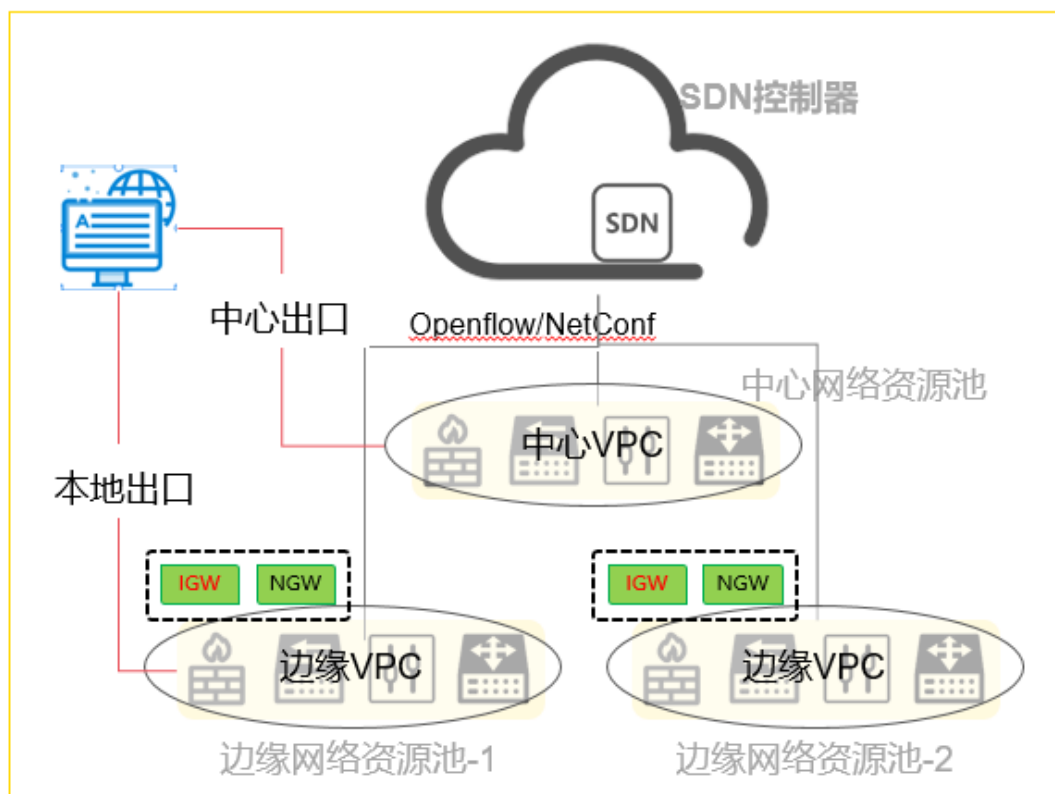 SDN控制器
SDN
A
中心出口
Openflow/NetConf
中心网络资源池
中心VPC
本地出口
IGW
NGW
IGW
NGW
边缘VPC
边缘VPC
边缘网络资源池-1
边缘网络资源池-2